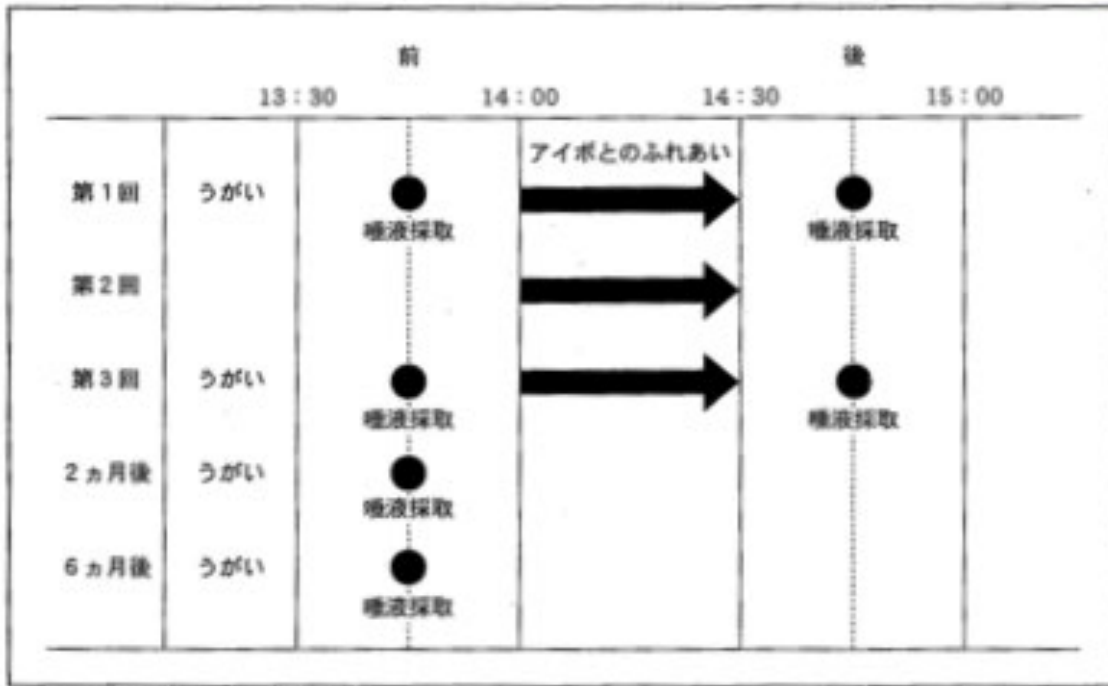 前 後
13：30 14：00 14：30 15：00
アイボとのふれあい
第1回 うがい
唾液採取 唾液採取
第2回
第3回 うがい
唾液採取 唾液採取
2ヵ月後 うがい
唾液採取
6ヵ月後 うがい
唾液採取